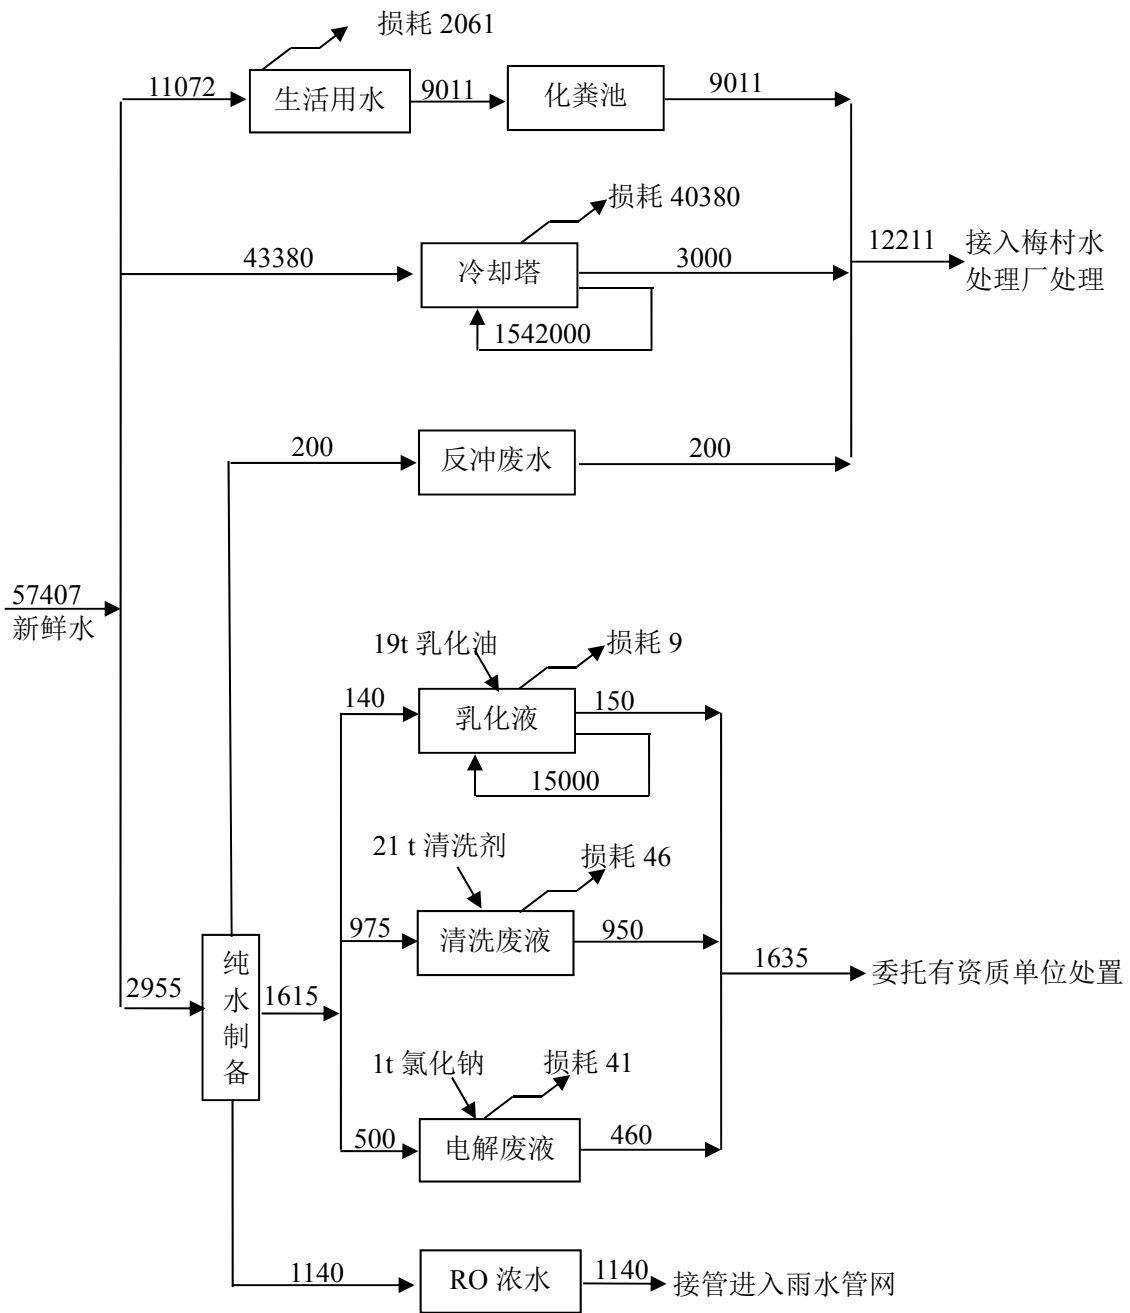 损耗 2061
11072
生活用水
9011
化粪池
9011
损耗 40380
43380
冷却塔
3000
1542000
12211
接入梅村水
处理厂处理
200
反冲废水
200
57407
新鲜水
19t 乳化油
损耗 9
140
乳化液
150
15000
21 t 清洗剂
损耗 46
975
清洗废液
950
1635
委托有资质单位处置
2955
纯
水
制
备
1615
1t 氯化钠
损耗 41
500
电解废液
460
1140
RO 浓水
1140
接管进入雨水管网